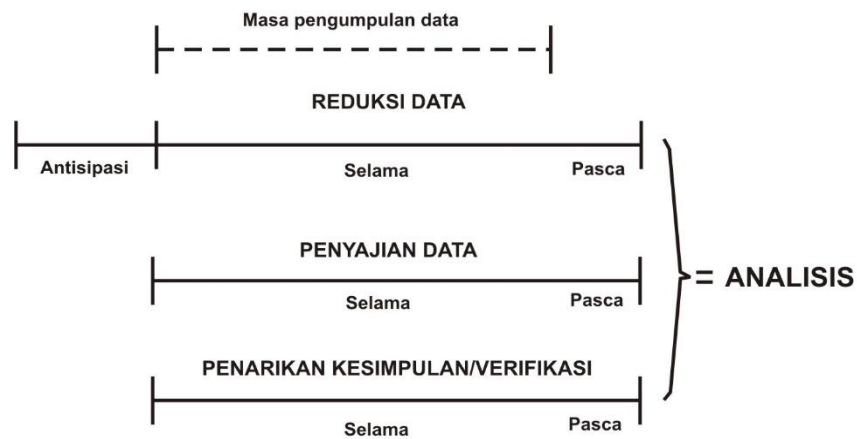 Masa pengumpulan data
REDUKSI DATA
Antisipasi Selama Pasca
PENYAJIAN DATA
Selama Pasca
= ANALISIS
PENARIKAN KESIMPULAN/VERIFIKASI
Selama Pasca